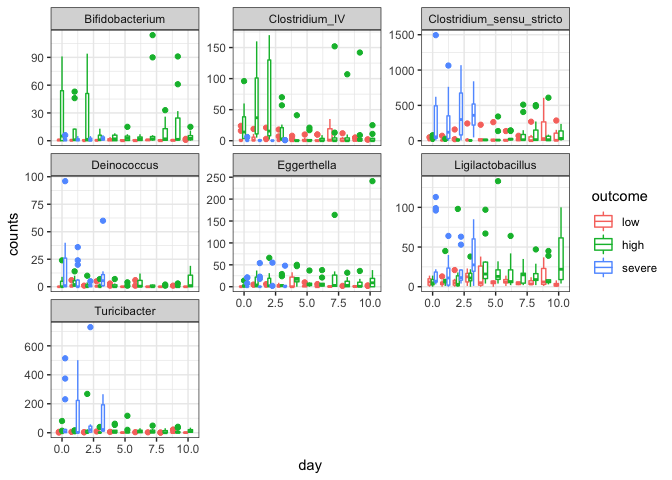 Bifidobacterium
Clostridium_IV
Clostridium_sensu_stricto
90
60
30
0
150
100
50
0
1500
1000
500
0
Deinococcus
Eggerthella
Ligilactobacillus
100
75
50
25
0
250
200
150
100
50
0
100
50
0
0.0 2.5 5.0 7.5 10.0
0.0 2.5 5.0 7.5 10.0
Turicibacter
600
400
200
0
0.0 2.5 5.0 7.5 10.0
counts
day
outcome
low
high
severe